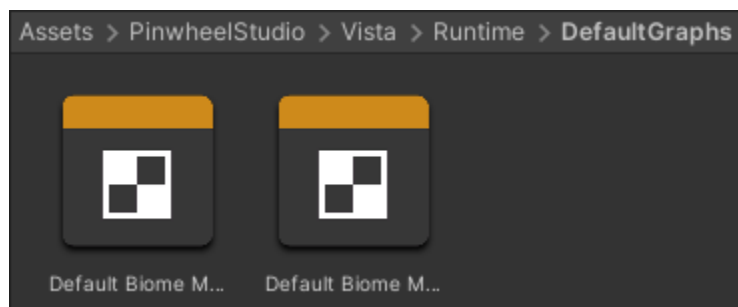 Assets > PinwheelStudio > Vista > Runtime > DefaultGraphs
Default Biome M... Default Biome M...